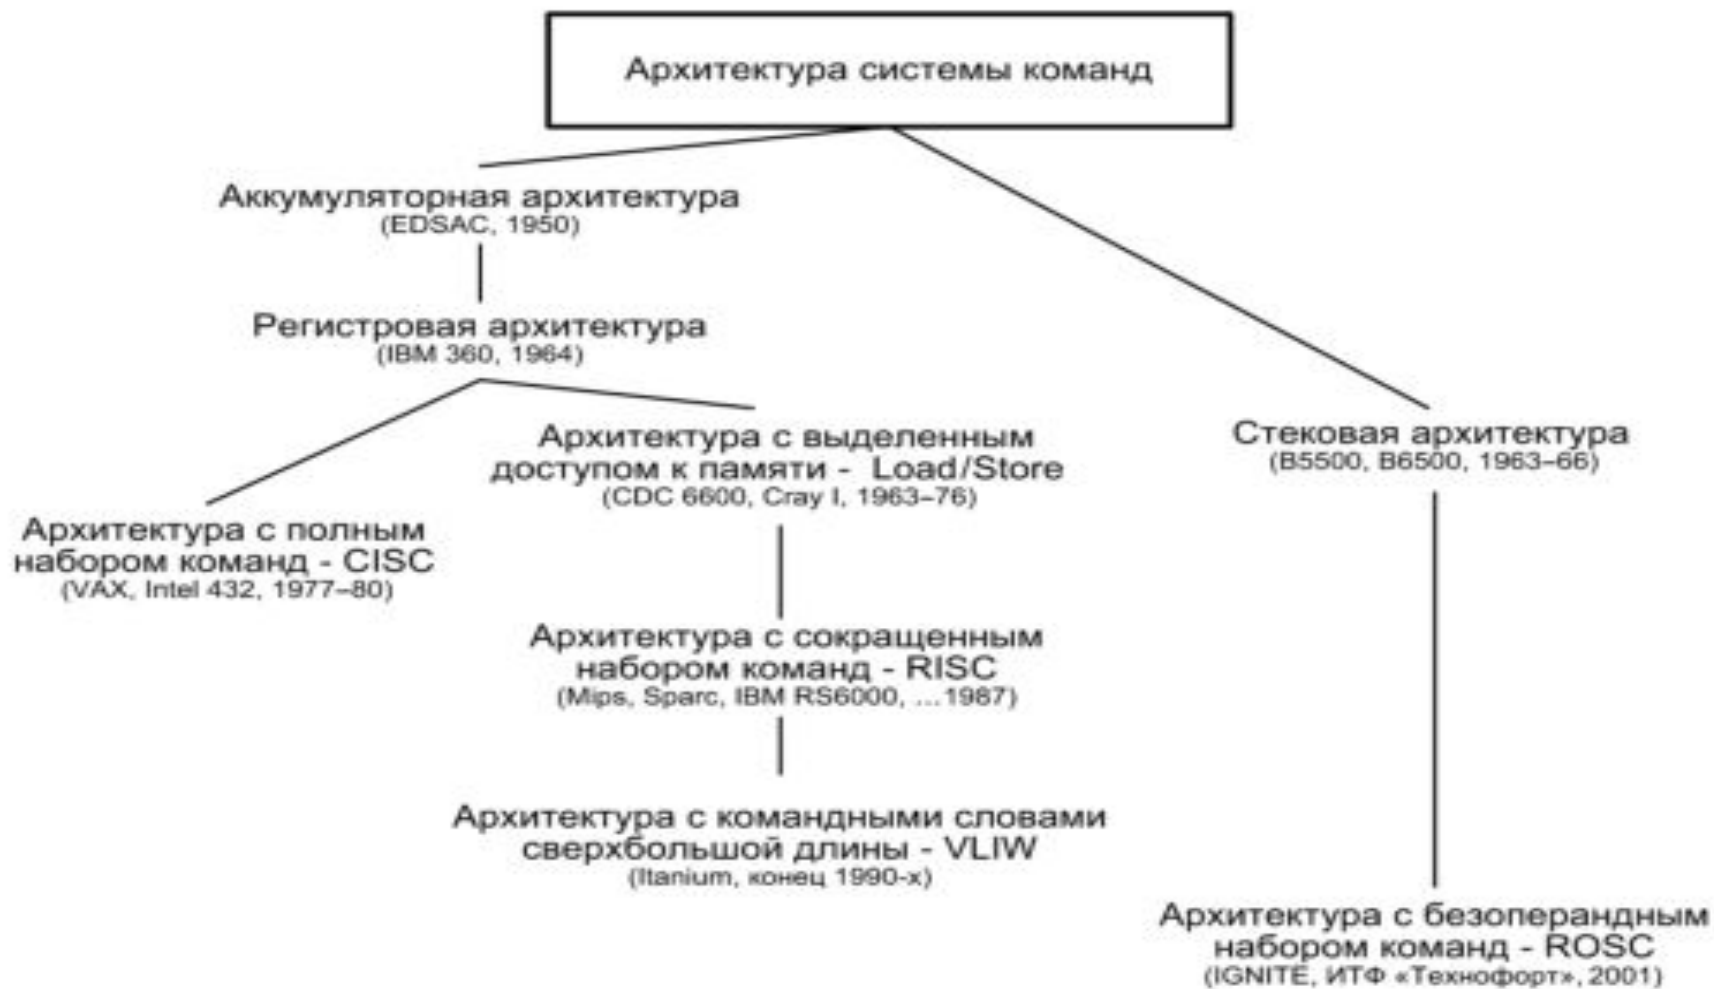 Архитектура системы команд
Аккумуляторная архитектура
(EDSAC, 1950)
Регистровая архитектура
(IBM 360, 1964)
Архитектура с выделенным
доступом к памяти - Load/Store
(CDC 6600, Cray I, 1963–76)
Стековая архитектура
(B5500, B6500, 1963–66)
Архитектура с полным
набором команд - CISC
(VAX, Intel 432, 1977–80)
Архитектура с сокращенным
набором команд - RISC
(Mips, Sparc, IBM RS6000, ...1987)
Архитектура с командными словами
сверхбольшой длины - VLIW
(Itanium, конец 1990-х)
Архитектура с безоперандным
набором команд - ROSC
(IGNITE, ИТФ «Технофорт», 2001)